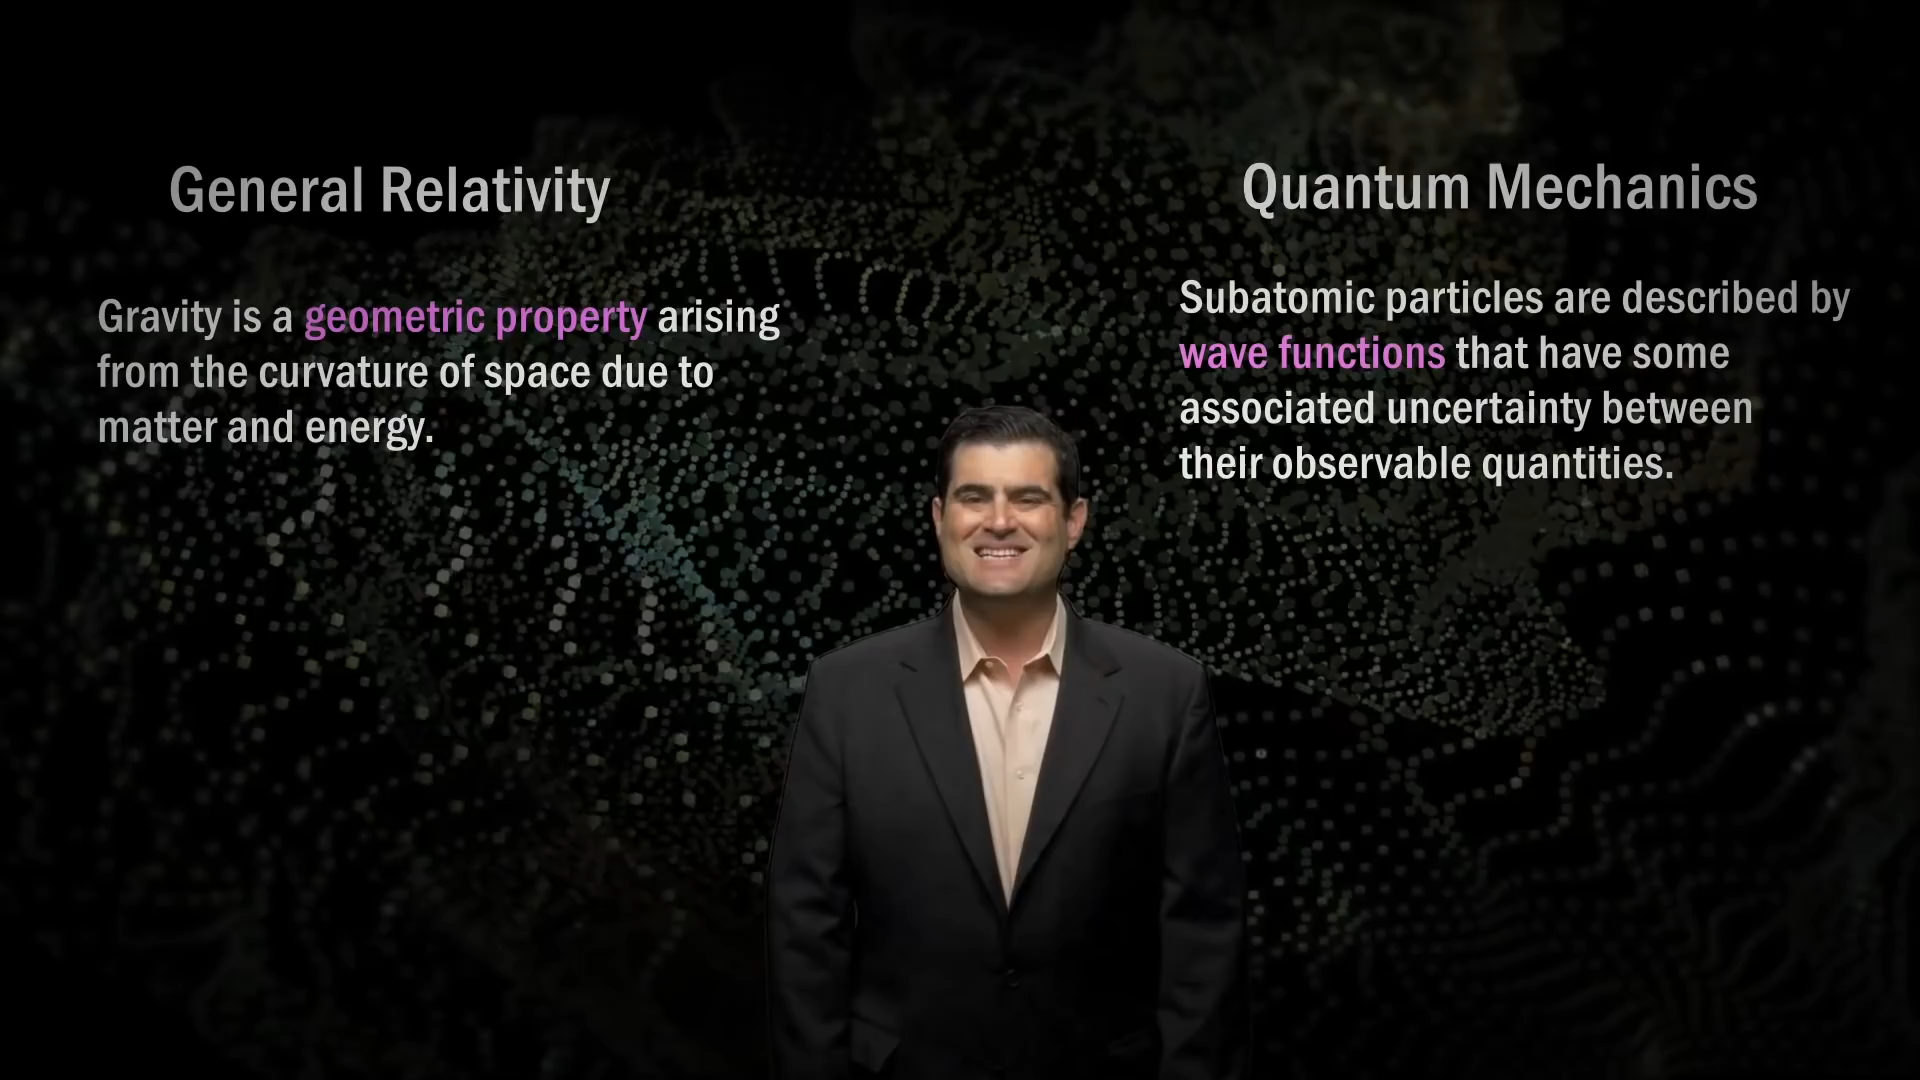 General Relativity
Gravity is a geometric property arising
from the curvature of space due to
matter and energy.
Quantum Mechanics
Subatomic particles are described by
wave functions that have some
associated uncertainty between
their observable quantities.